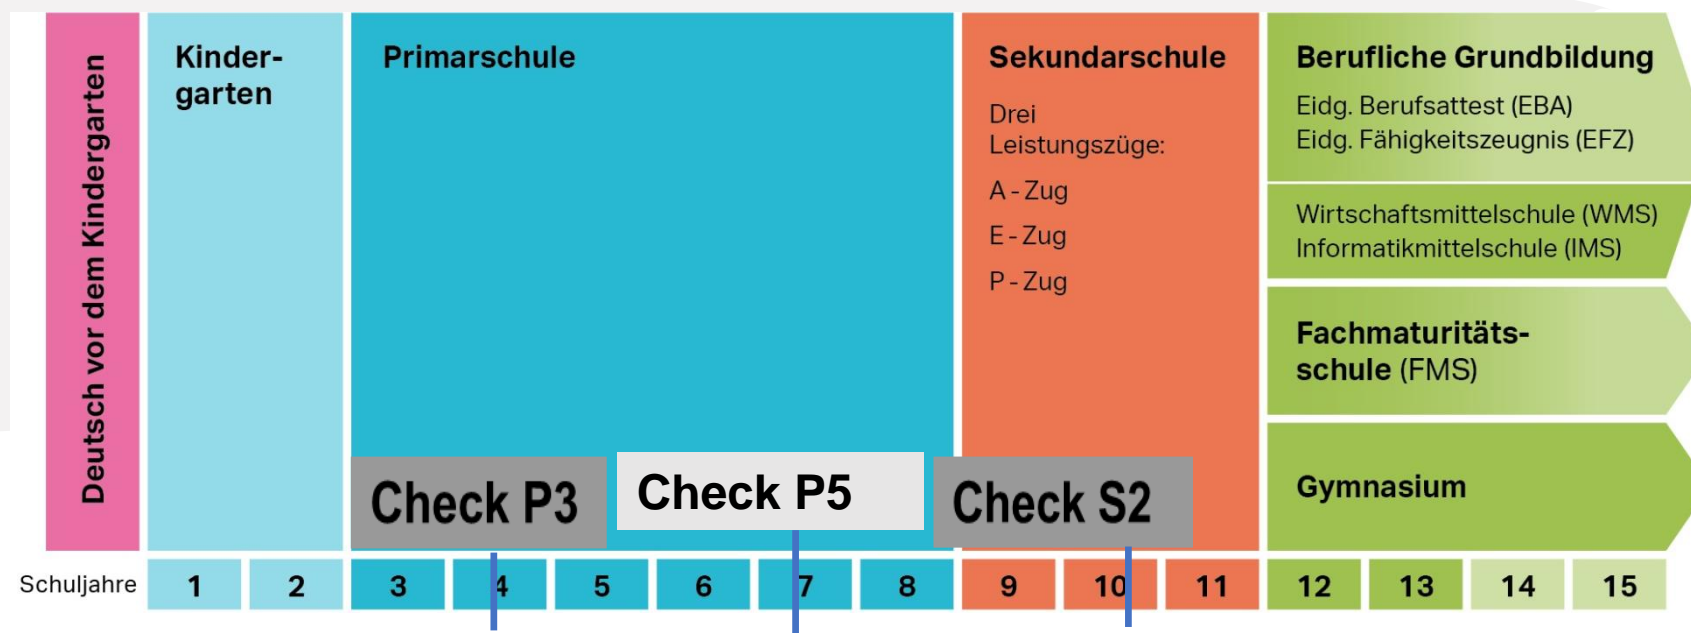 Deutsch vor dem Kindergarten
Kinder-
garten
Primarschule
Sekundarschule
Drei
Leistungszüge:
A - Zug
E - Zug
P - Zug
Berufliche Grundbildung
Eidg. Berufsattest (EBA)
Eidg. Fähigkeitszeugnis (EFZ)
Wirtschaftsmittelschule (WMS)
Informatikmittelschule (IMS)
Fachmaturitäts-
schule (FMS)
Gymnasium
Check P3
Check P5
Check S2
Schuljahre 1 2 3 4 5 6 7 8 9 10 11 12 13 14 15